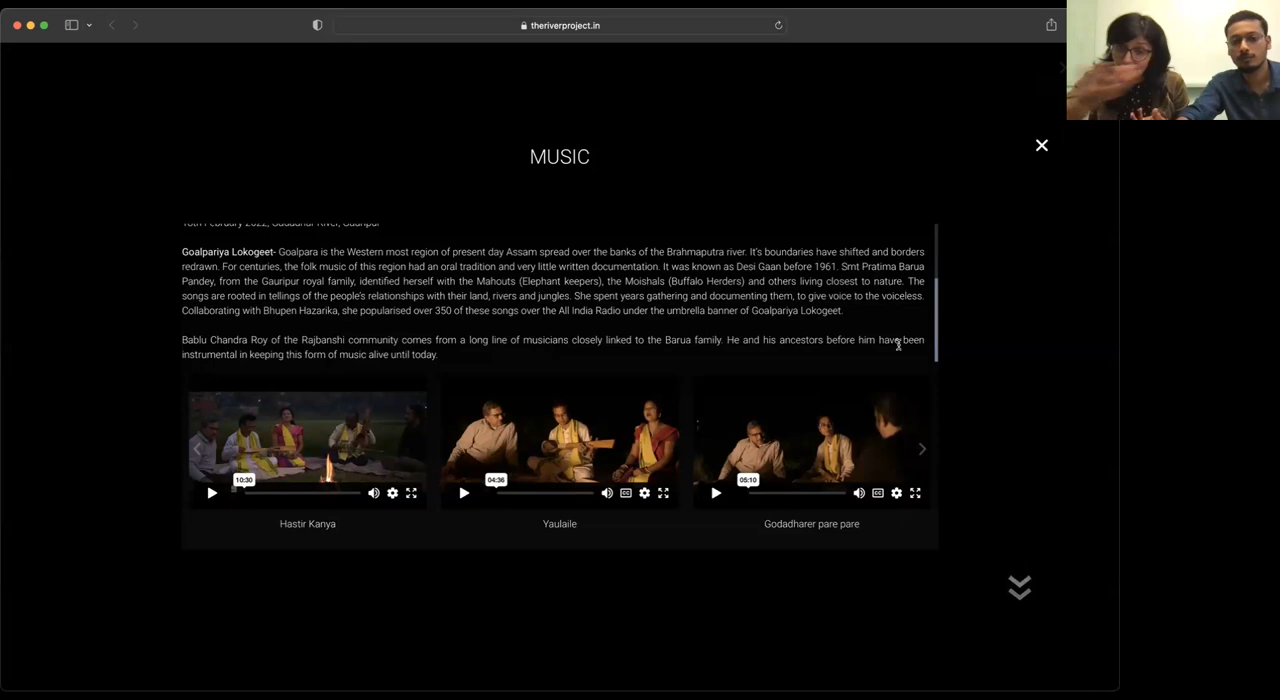 theriverproject.in
MUSIC
Goalpariya Lokogeet- Goalpara is the Western most region of present day Assam spread over the banks of the Brahmaputra river. It's boundaries have shifted and borders
redrawn. For centuries, the folk music of this region had an oral tradition and very little written documentation. It was known as Desi Gaan before 1961. Smt Pratima Barua
Pandey, from the Gauripur royal family, identified herself with the Mahouts (Elephant keepers), the Moishals (Buffalo Herders) and others living closest to nature. The
songs are rooted in tellings of the people's relationships with their land, rivers and jungles. She spent years gathering and documenting them, to give voice to the voiceless.
Collaborating with Bhupen Hazarika, she popularised over 350 of these songs over the All India Radio under the umbrella banner of Goalpariya Lokogeet.
Bablu Chandra Roy of the Rajbanshi community comes from a long line of musicians closely linked to the Barua family. He and his ancestors before him have been
instrumental in keeping this form of music alive until today.
10:30 04:36 05:10
CC CC
Hastir Kanya Yaulaile Godadharer pare pare